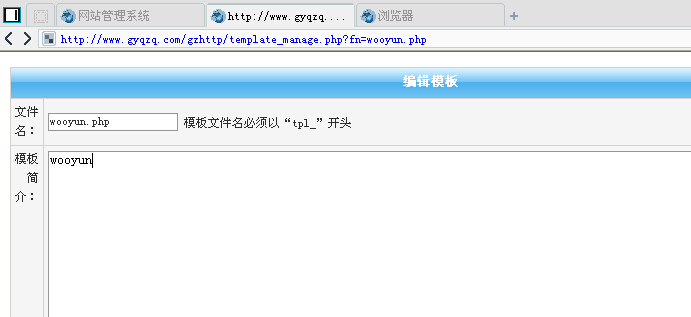 网站管理系统
http://www.gyqzq....
浏览器
http://www.gyqzq.com/gzhttp/template_manage.php?fn=wooyun.php
编辑模板
文件名：
wooyun.php
模板文件名必须以“tpl_”开头
模板简介：
wooyun